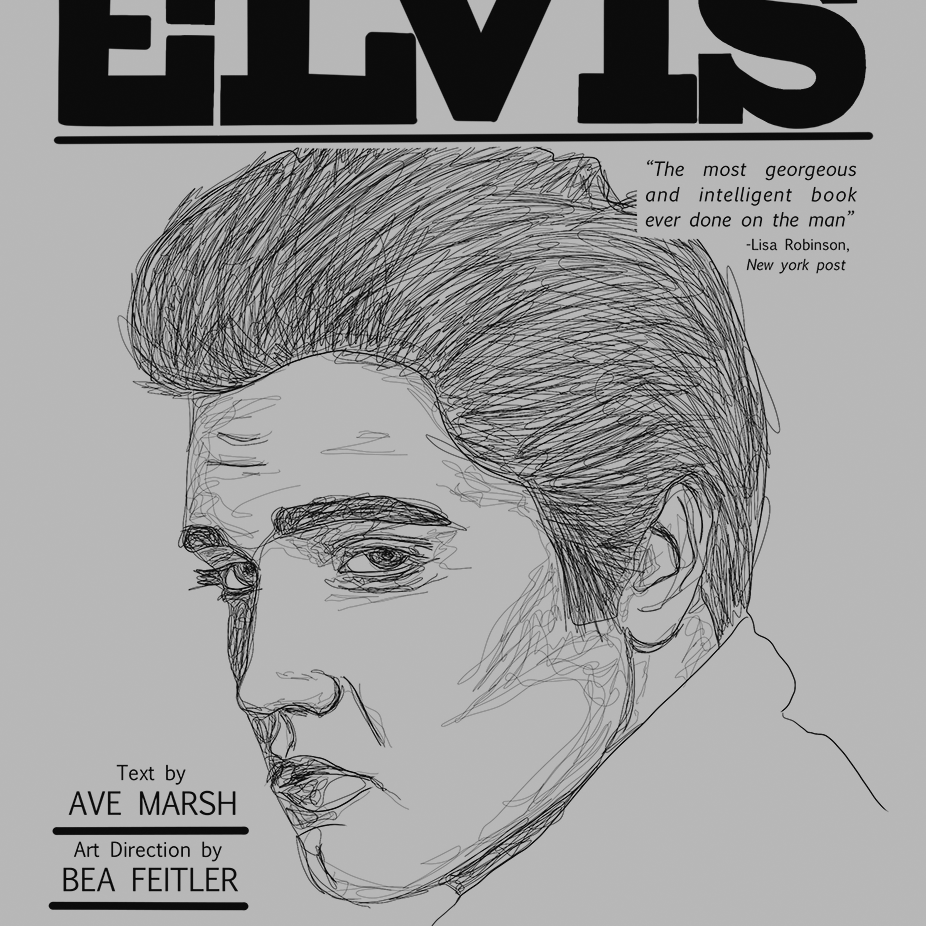 ELVIS
“The most georgeous
and intelligent book
ever done on the man”
-Lisa Robinson,
New york post
Text by
AVE MARSH
Art Direction by
BEA FEITLER